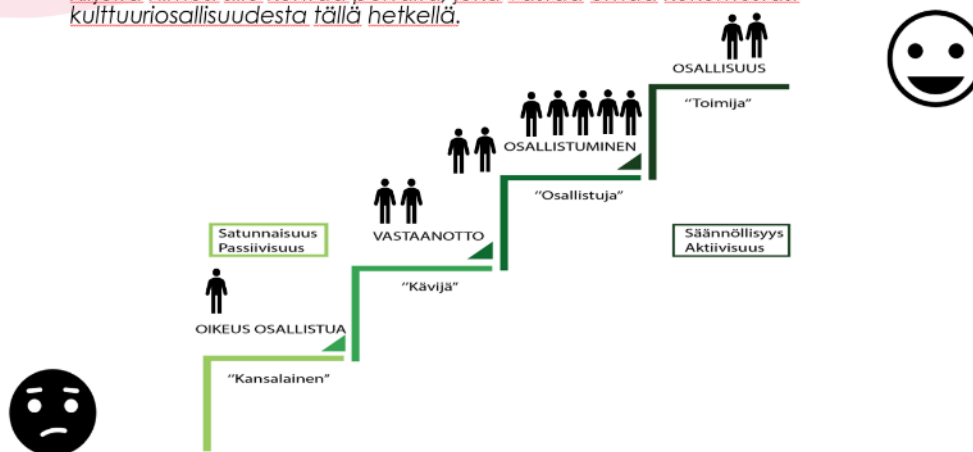 kulttuuriosallisuudesta tällä hetkellä.
OSALLISUUS
"Toimija"
OSALLISTUMINEN
"Osallistuja"
Satunnaisuus
Passiivisuus
VASTAANOTTO
Säännöllisyys
Aktiivisuus
"Kävijä"
OIKEUS OSALLISTUA
"Kansalainen"